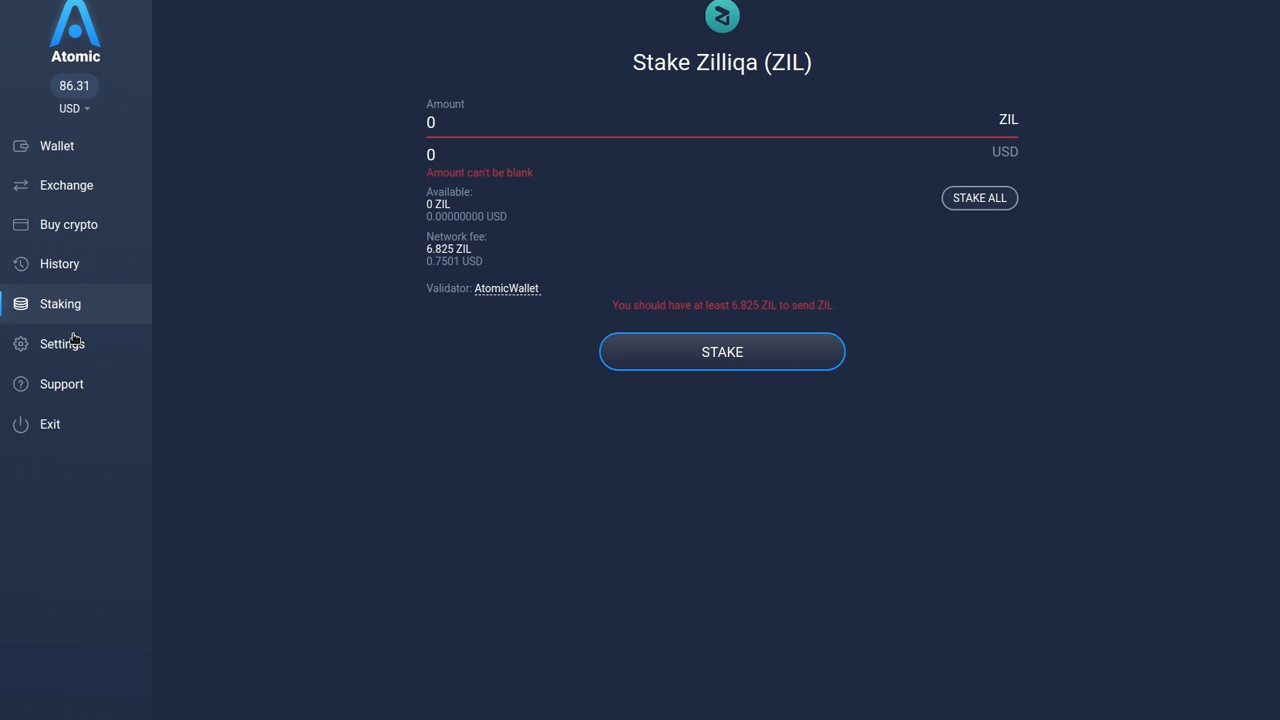 Atomic
86.31
USD
Wallet
Exchange
Buy crypto
History
Staking
Settings
Support
Exit
Stake Zilliqa (ZIL)
Amount
0 ZIL
0 USD
Amount can't be blank
Available:
0 ZIL
0.00000000 USD
STAKE ALL
Network fee:
6.825 ZIL
0.7501 USD
Validator: AtomicWallet
You should have at least 6.825 ZIL to send ZIL
STAKE